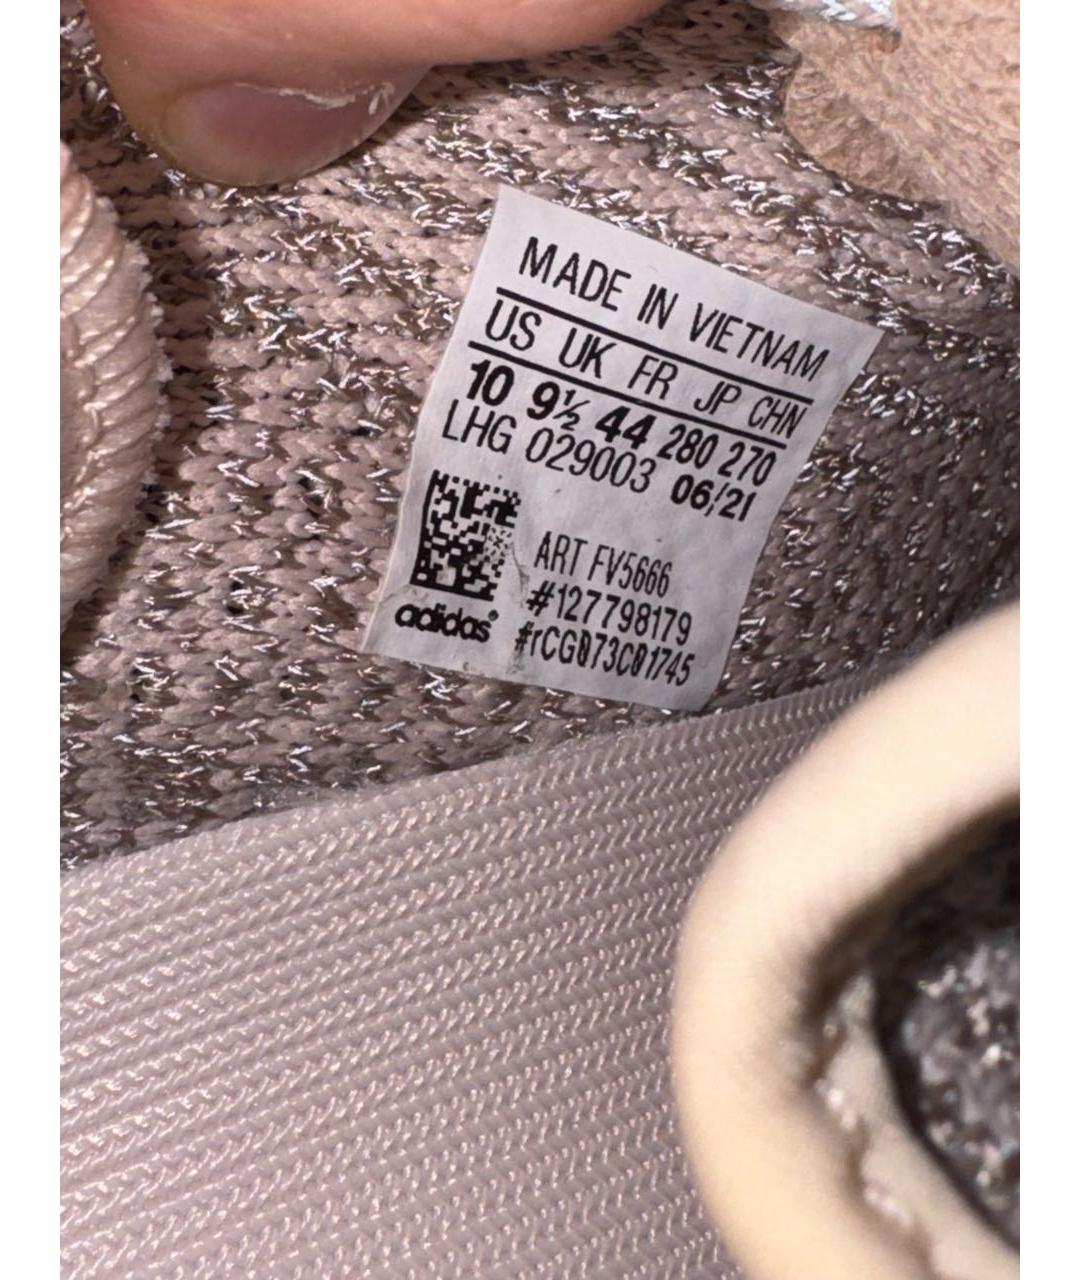 MADE IN VIETNAM
US UK FR JP CHN
10 9½ 44 280 270
LHG 029003 06/21
ART FV5666
#127798179
#rCG073C01745
adidas®